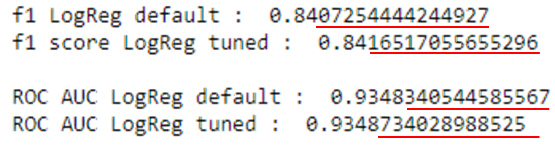 f1 LogReg default :  0.8407254444244927
f1 score LogReg tuned :  0.8416517055655296
ROC AUC LogReg default :  0.9348340544585567
ROC AUC LogReg tuned :  0.9348734028988525